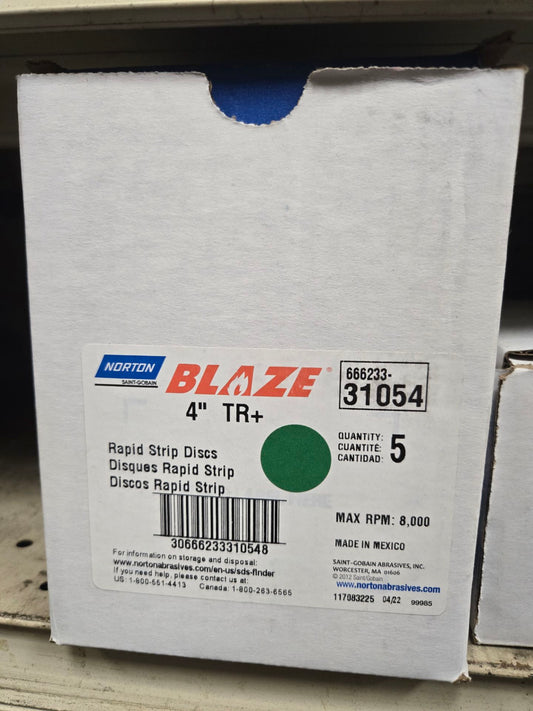 NORTON
SAINT-GOBAIN
BLAZE®
4" TR+
666233-
31054
Rapid Strip Discs
Disques Rapid Strip
Discos Rapid Strip
QUANTITY:
CUANTITÉ:
CANTIDAD:
5
30666233310548
MAX RPM: 8,000
MADE IN MEXICO
For information on storage and disposal:
www.nortonabrasives.com/en-us/sds-finder
If you need help, please contact us at:
US: 1-800-551-4413 Canada: 1-800-263-6565
SAINT-GOBAIN ABRASIVES, INC.
WORCESTER, MA 01606
© 2012 Saint-Gobain
www.nortonabrasives.com
117083225 04/22 99985